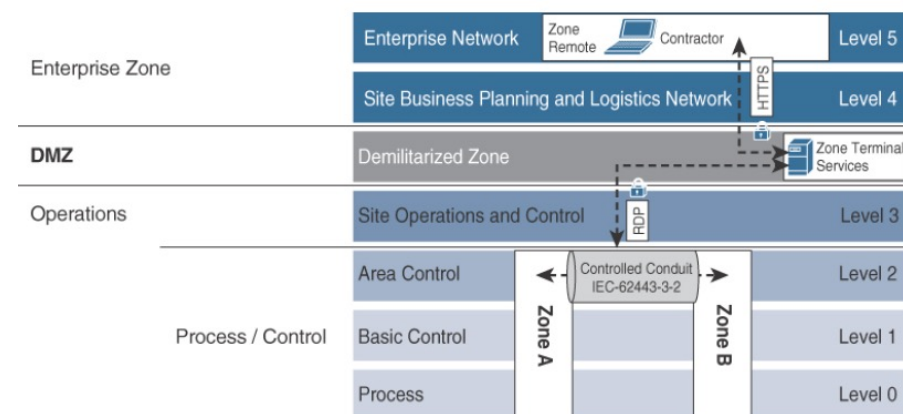 Enterprise Zone
Enterprise Network
Zone
Remote
Contractor
Level 5
Site Business Planning and Logistics Network
HTTPS
Level 4
DMZ
Demilitarized Zone
Zone Terminal
Services
Operations
Site Operations and Control
RDP
Level 3
Process / Control
Area Control
Controlled Conduit
IEC-62443-3-2
Level 2
Zone A
Zone B
Basic Control
Level 1
Process
Level 0